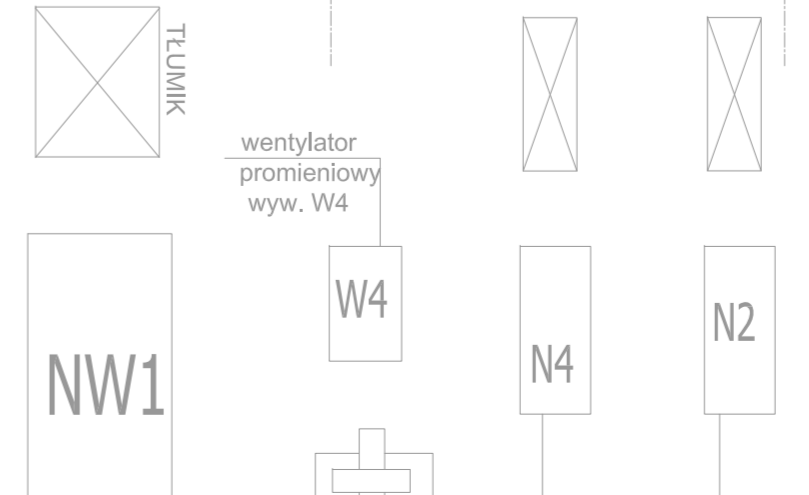 TŁUMIK
wentylator
promieniowy
wyw. W4
W4
N2
N4
NW1